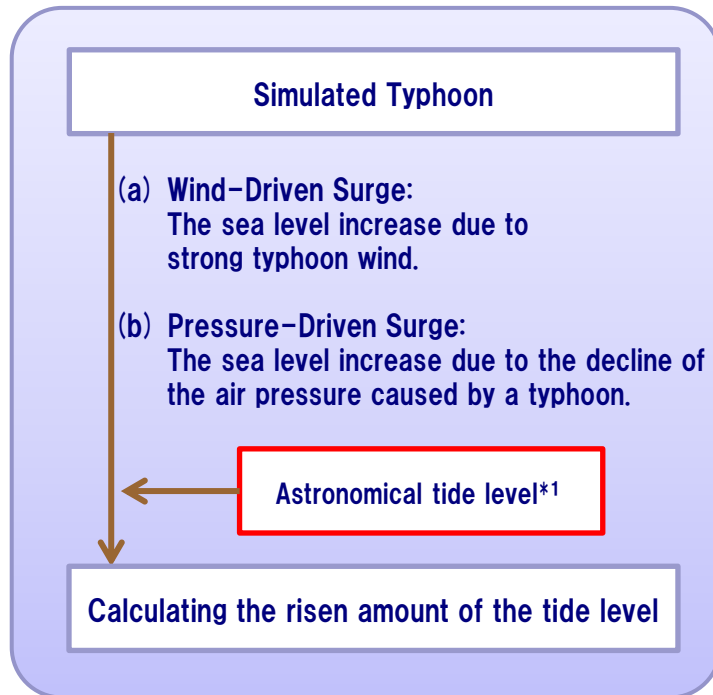 Simulated Typhoon
(a) Wind-Driven Surge:
The sea level increase due to
strong typhoon wind.
(b) Pressure-Driven Surge:
The sea level increase due to the decline of
the air pressure caused by a typhoon.
Astronomical tide level*1
Calculating the risen amount of the tide level